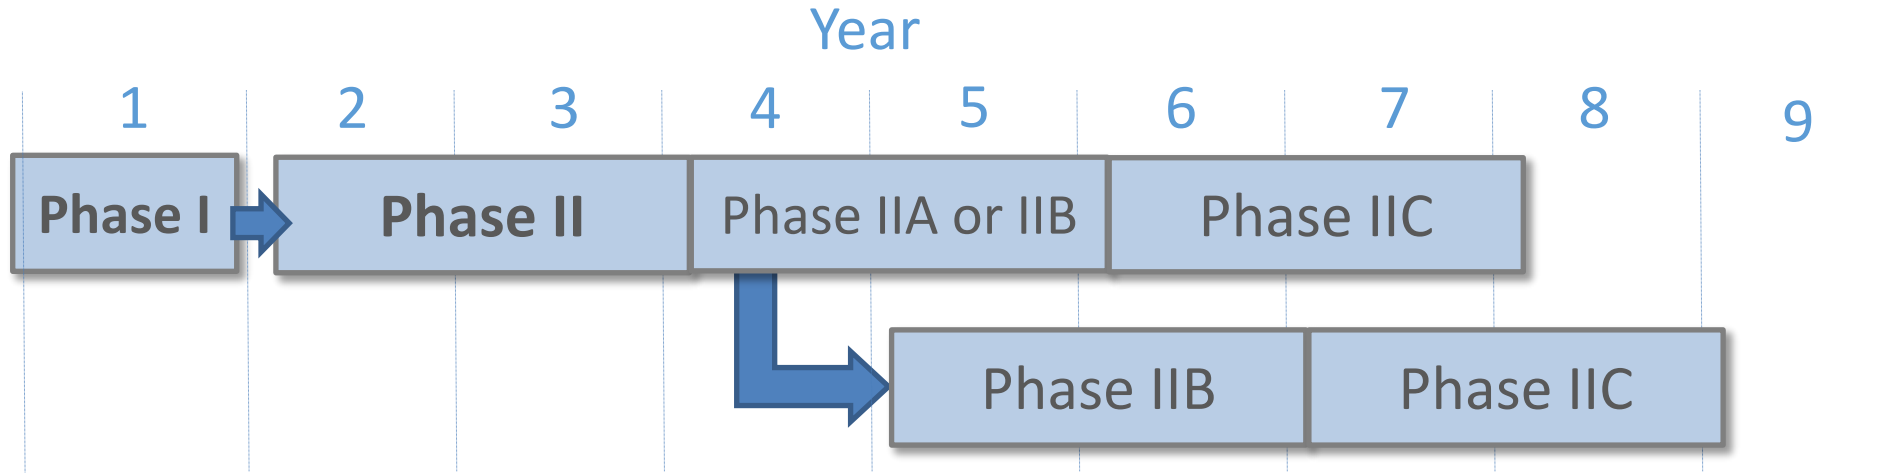 Year
1 2 3 4 5 6 7 8 9
Phase I Phase II Phase IIA or IIB Phase IIC
Phase IIB Phase IIC